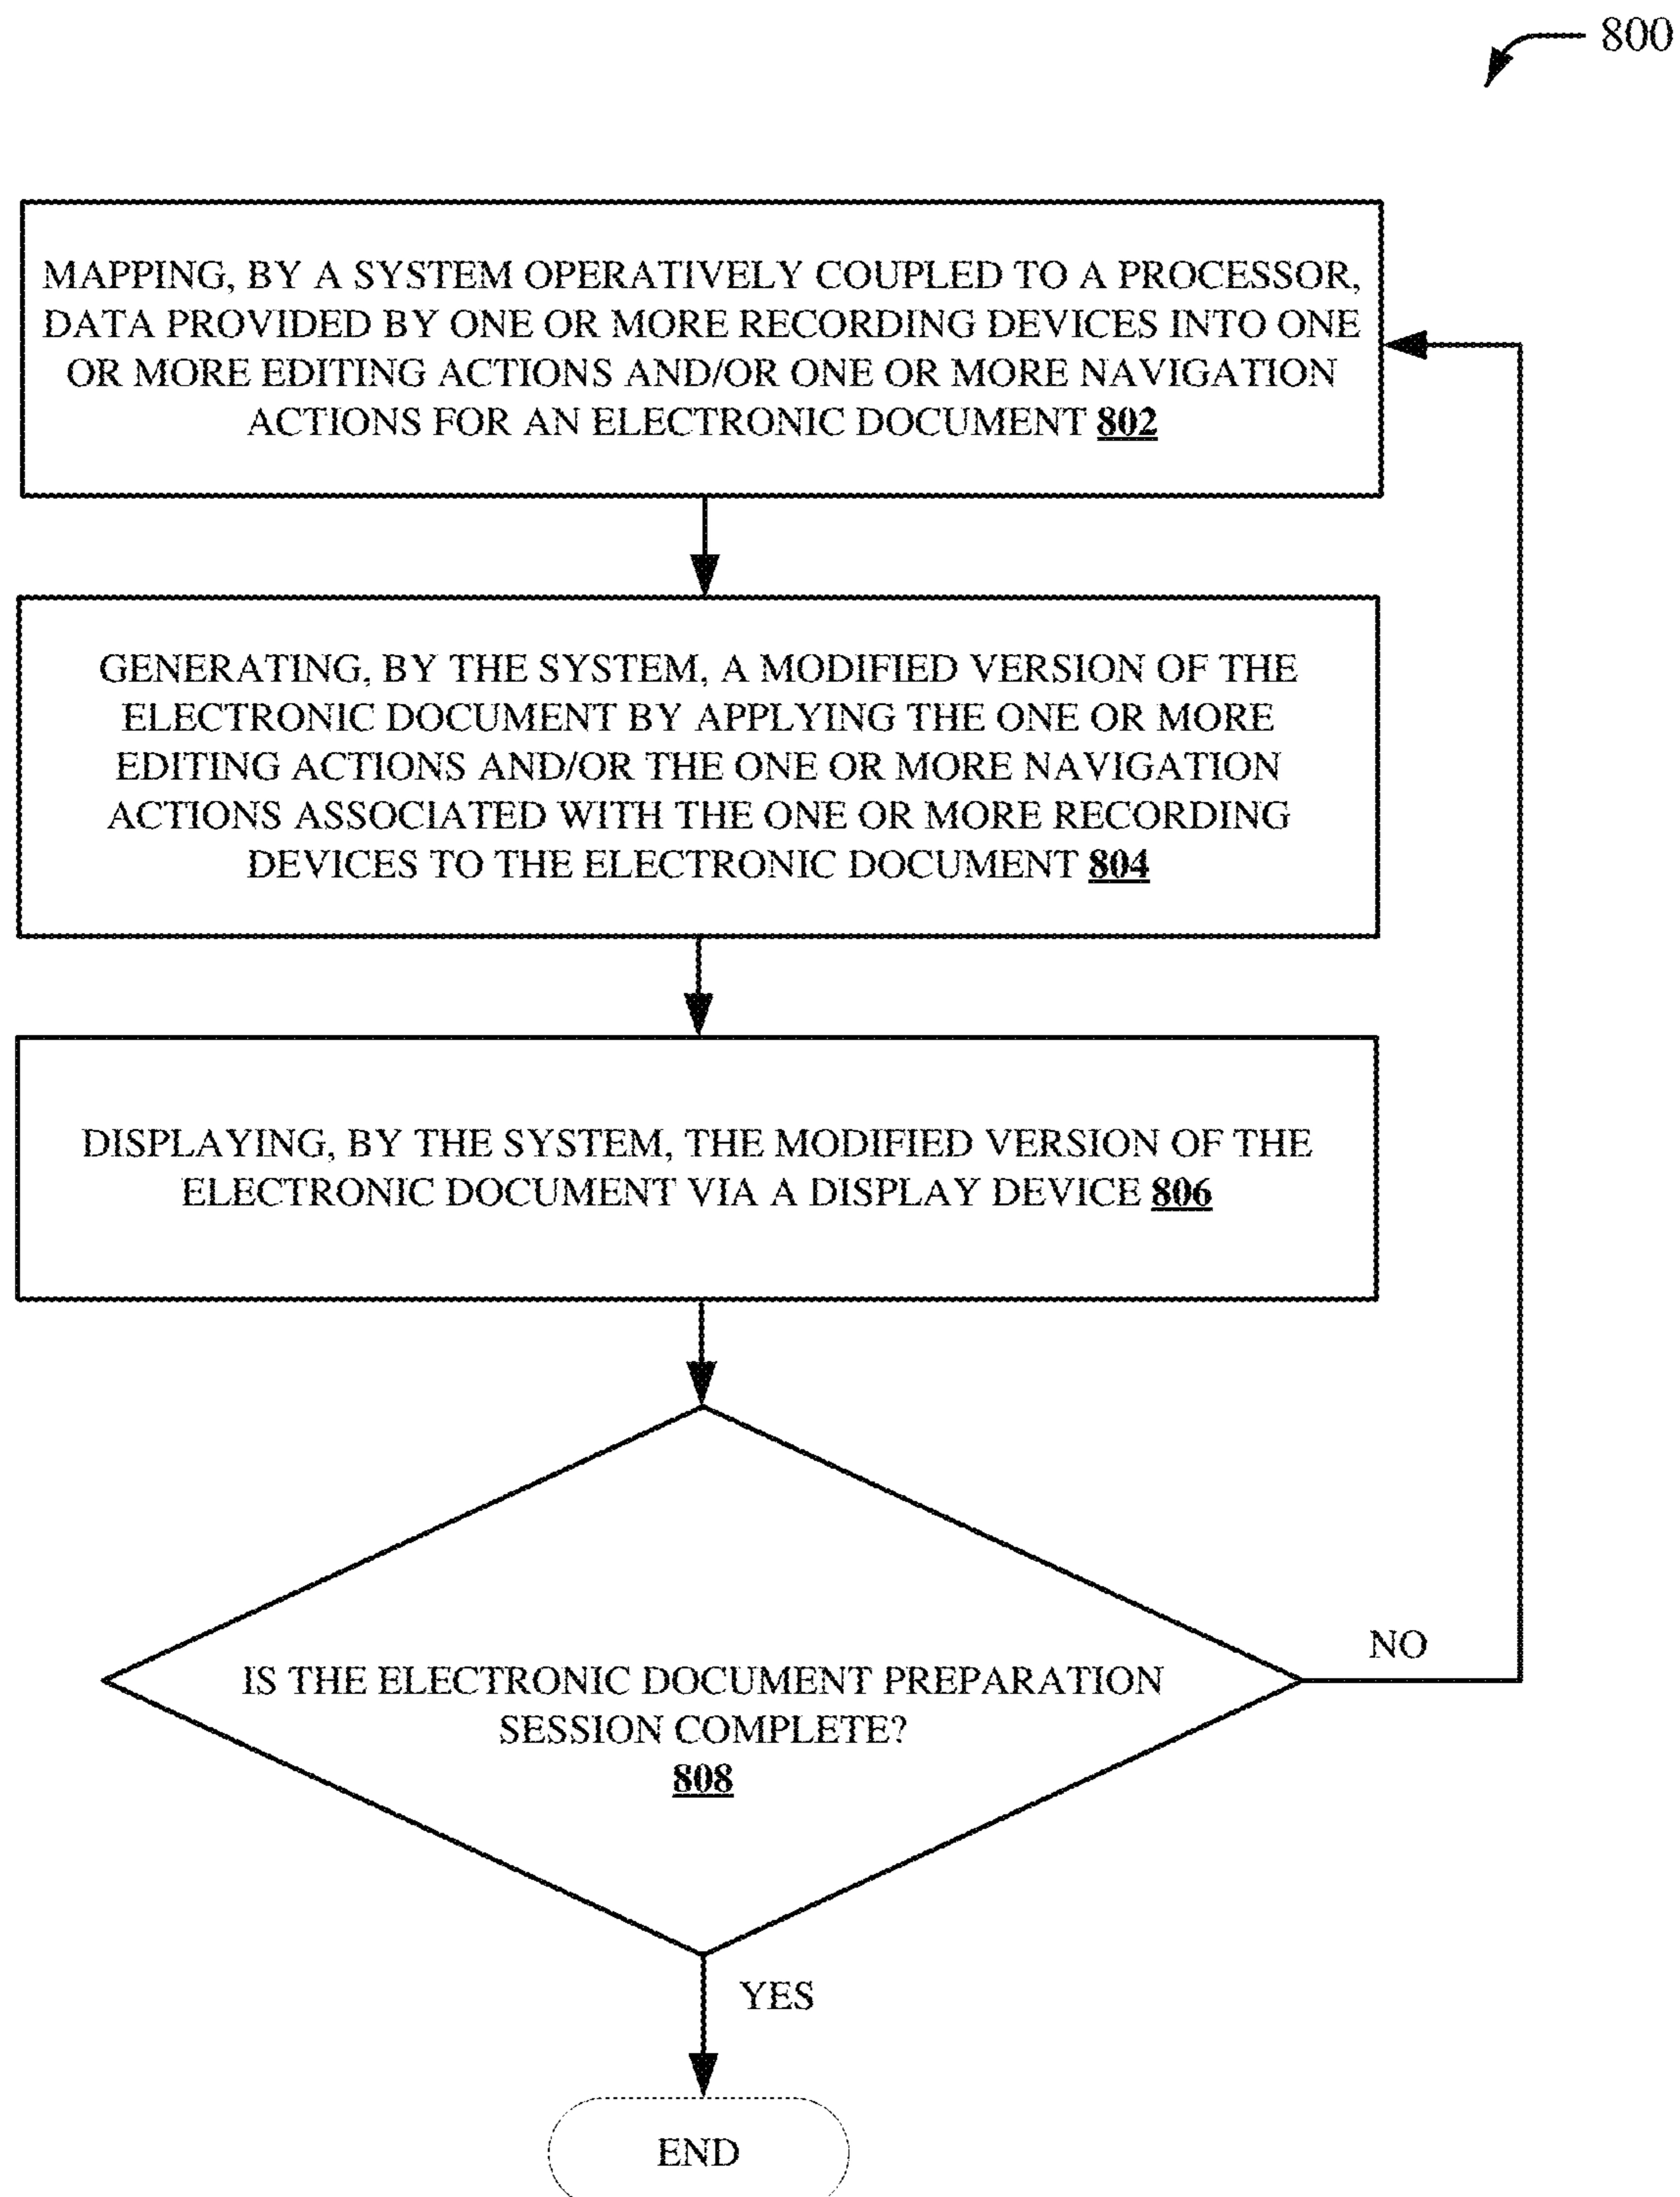 800
MAPPING, BY A SYSTEM OPERATIVELY COUPLED TO A PROCESSOR,
DATA PROVIDED BY ONE OR MORE RECORDING DEVICES INTO ONE
OR MORE EDITING ACTIONS AND/OR ONE OR MORE NAVIGATION
ACTIONS FOR AN ELECTRONIC DOCUMENT 802
GENERATING, BY THE SYSTEM, A MODIFIED VERSION OF THE
ELECTRONIC DOCUMENT BY APPLYING THE ONE OR MORE
EDITING ACTIONS AND/OR THE ONE OR MORE NAVIGATION
ACTIONS ASSOCIATED WITH THE ONE OR MORE RECORDING
DEVICES TO THE ELECTRONIC DOCUMENT 804
DISPLAYING, BY THE SYSTEM, THE MODIFIED VERSION OF THE
ELECTRONIC DOCUMENT VIA A DISPLAY DEVICE 806
NO
IS THE ELECTRONIC DOCUMENT PREPARATION
SESSION COMPLETE?
808
YES
END